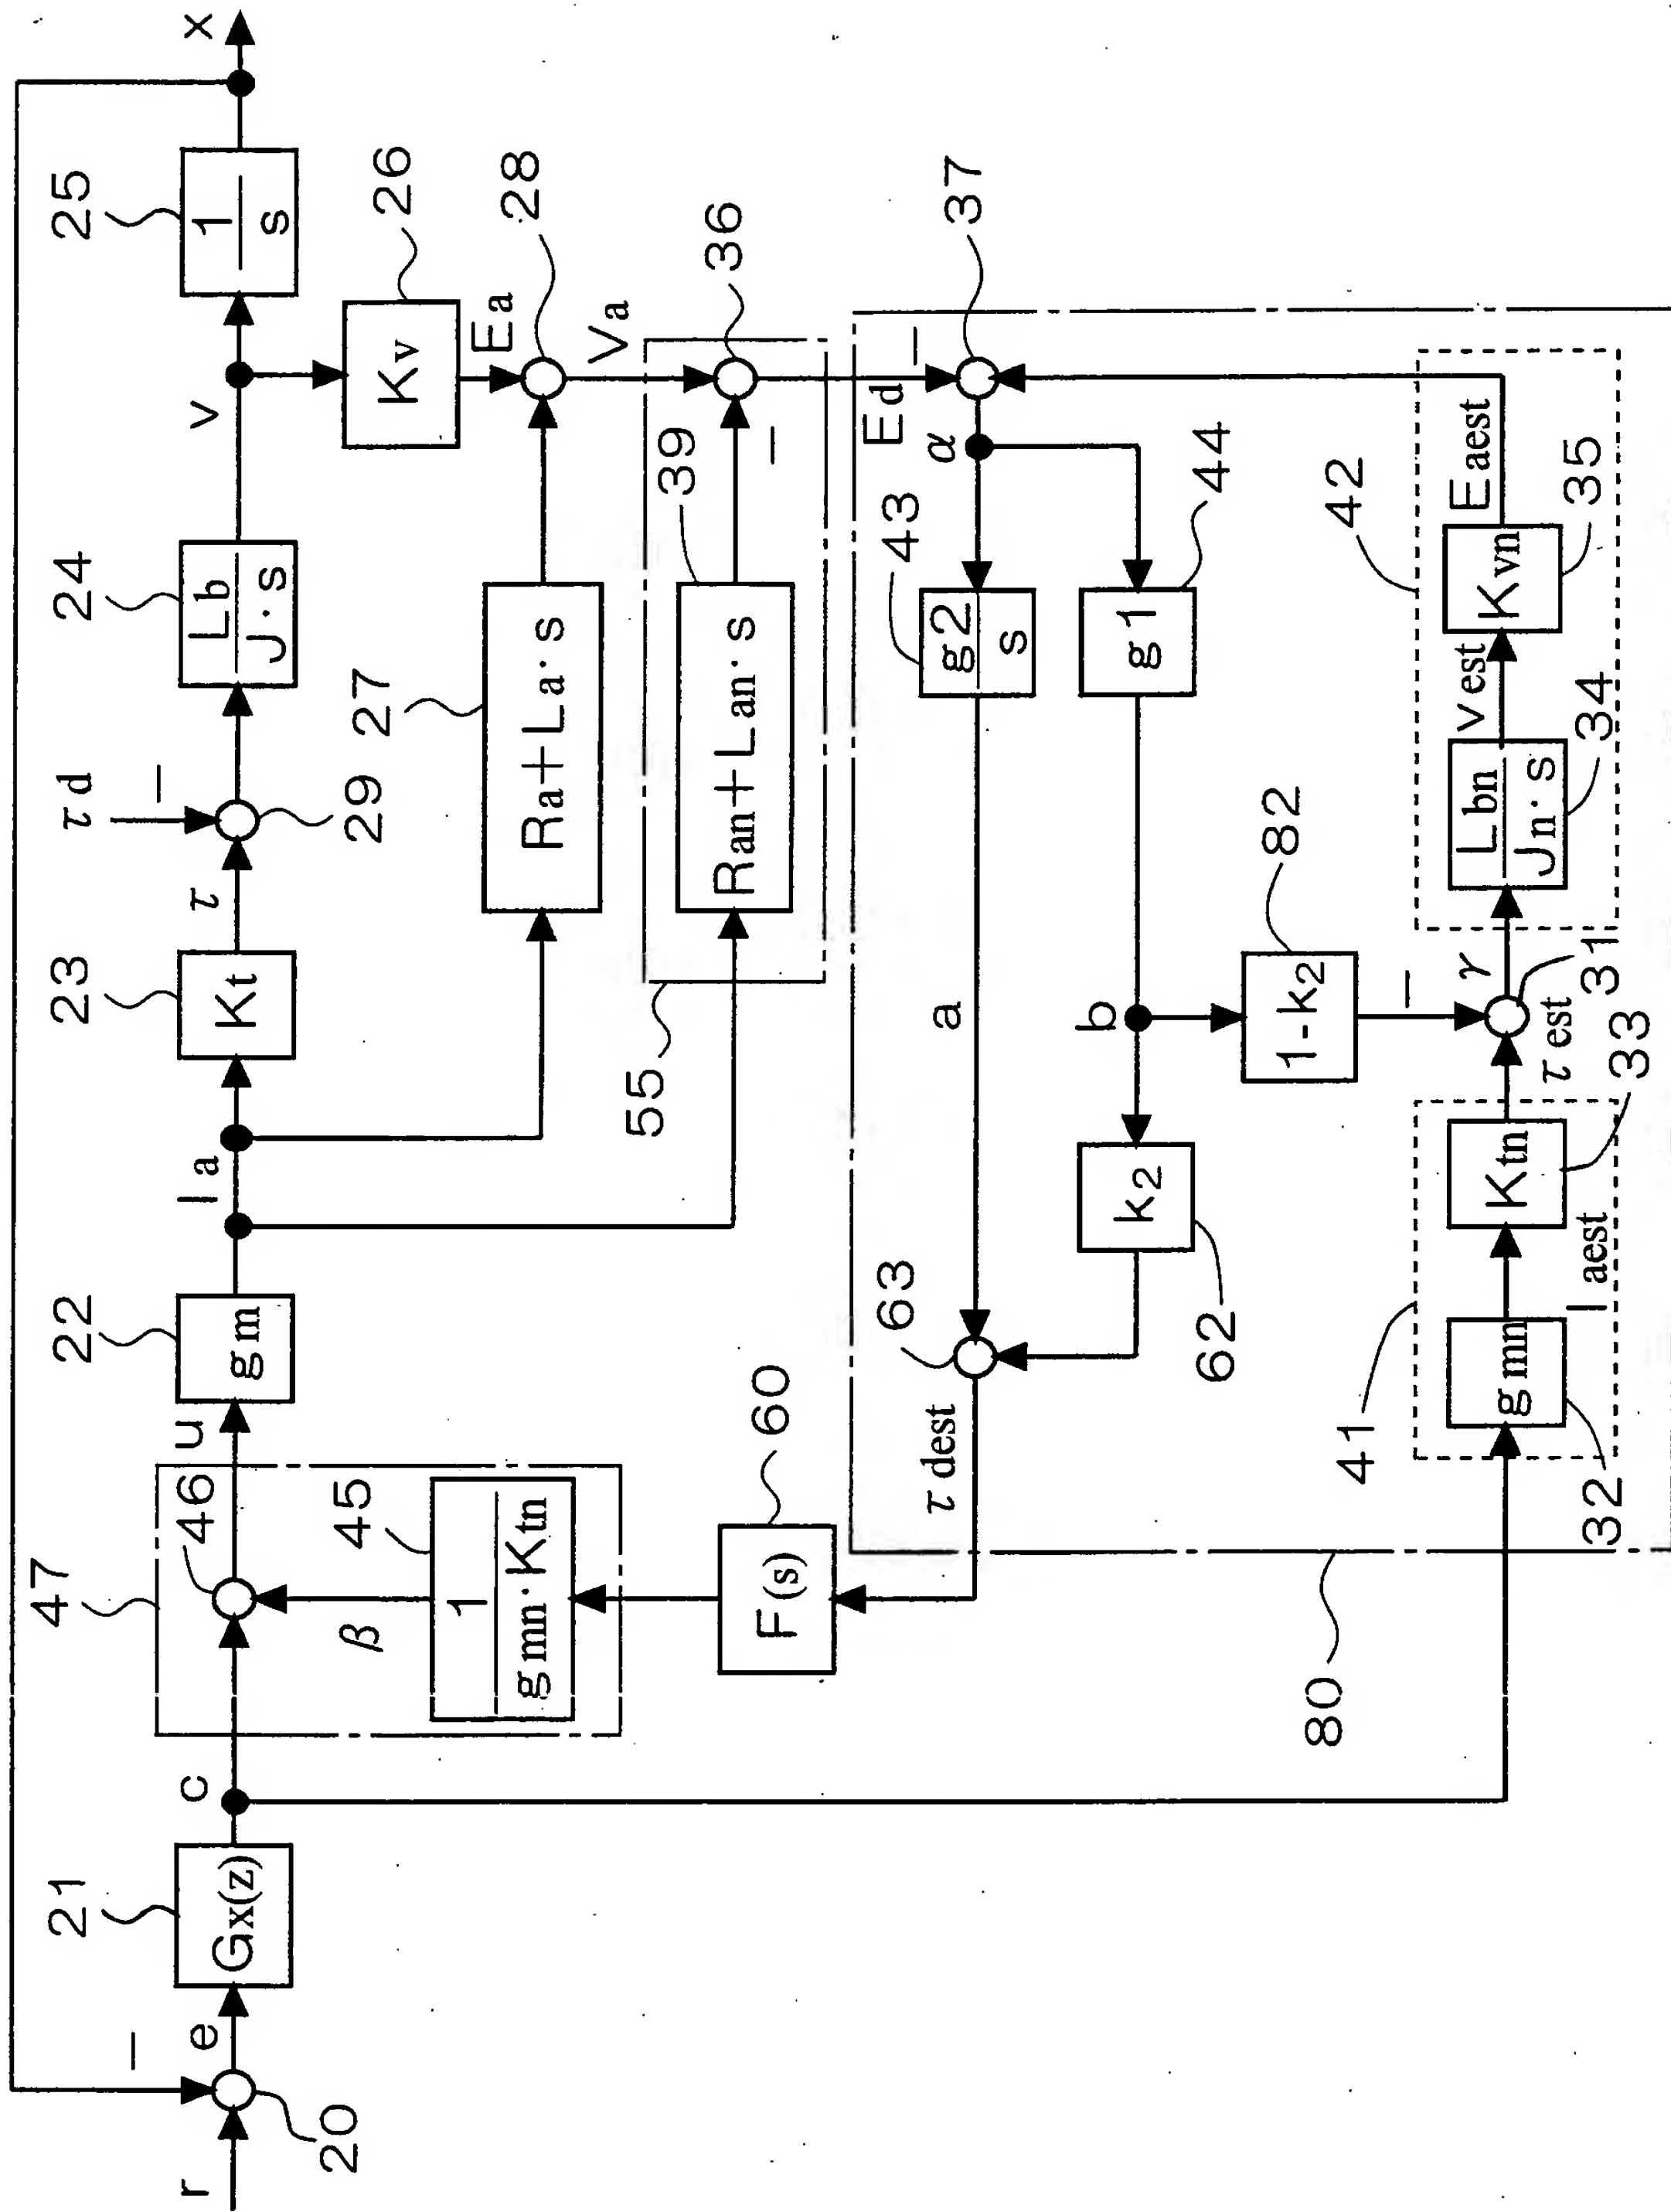 r
20
e
21
Gx(z)
c
47
46
u
45
1
gmn·Ktn
β
22
gm
Ia
23
Kt
τ
τd
29
24
Lb
J·s
v
25
1
s
x
26
Kv
Ea
28
27
Ra+La·s
Va
36
39
Ran+Lan·s
55
60
F(s)
τdest
63
a
43
g2
s
α
Ed
37
44
g1
b
62
k2
82
1-k2
80
41
32
gmn
Iaest
33
Ktn
τest
31
γ
42
34
Lbn
Jn·s
vest
35
Kvn
Eaest